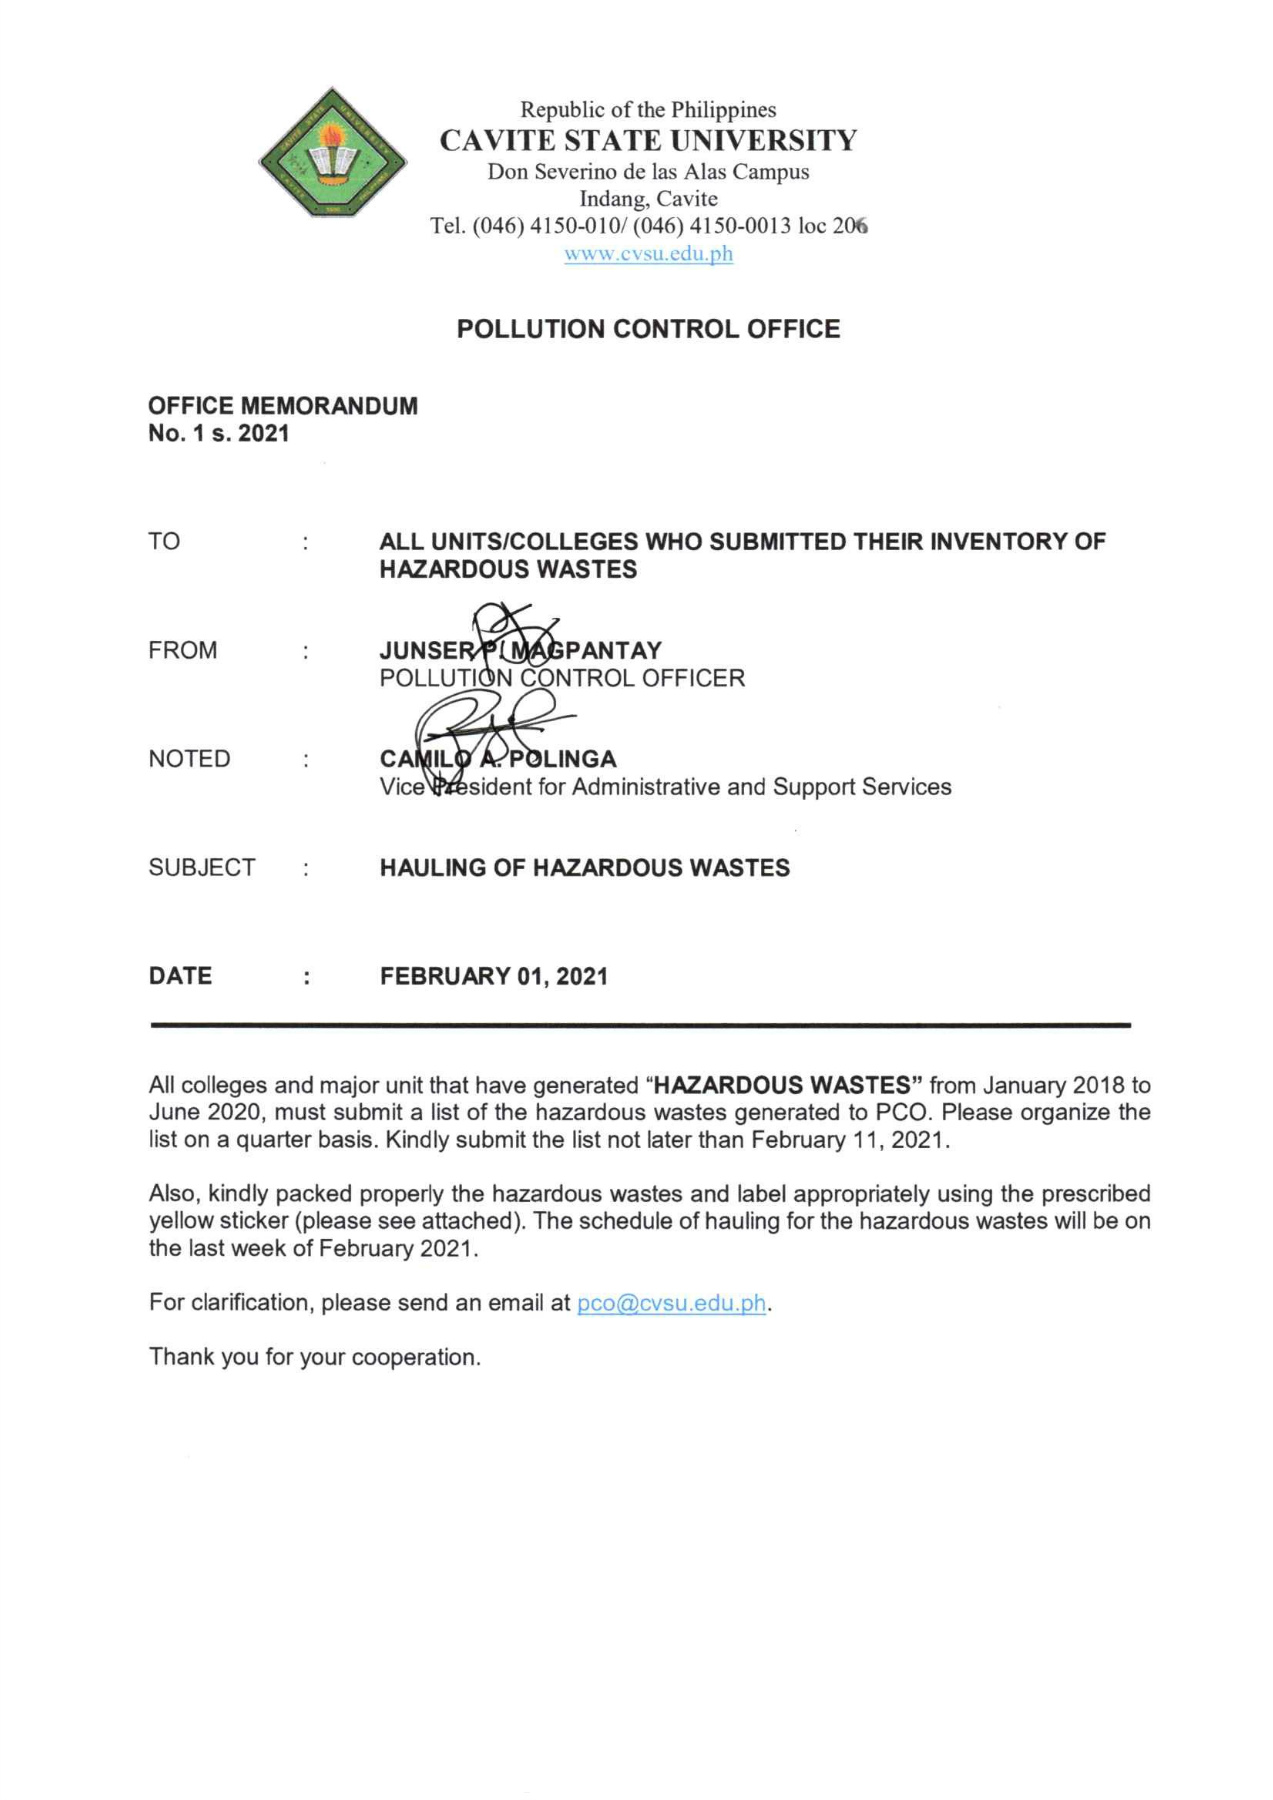 Republic of the Philippines
CAVITE STATE UNIVERSITY
Don Severino de las Alas Campus
Indang, Cavite
Tel. (046) 4150-010/ (046) 4150-0013 loc 206
www.cvsu.edu.ph
POLLUTION CONTROL OFFICE
OFFICE MEMORANDUM
No. 1 s. 2021
TO : ALL UNITS/COLLEGES WHO SUBMITTED THEIR INVENTORY OF
HAZARDOUS WASTES
FROM : JUNSER P. MAGPANTAY
POLLUTION CONTROL OFFICER
NOTED : CAMILO A. POLINGA
Vice President for Administrative and Support Services
SUBJECT : HAULING OF HAZARDOUS WASTES
DATE : FEBRUARY 01, 2021
All colleges and major unit that have generated “HAZARDOUS WASTES” from January 2018 to
June 2020, must submit a list of the hazardous wastes generated to PCO. Please organize the
list on a quarter basis. Kindly submit the list not later than February 11, 2021.
Also, kindly packed properly the hazardous wastes and label appropriately using the prescribed
yellow sticker (please see attached). The schedule of hauling for the hazardous wastes will be on
the last week of February 2021.
For clarification, please send an email at pco@cvsu.edu.ph.
Thank you for your cooperation.